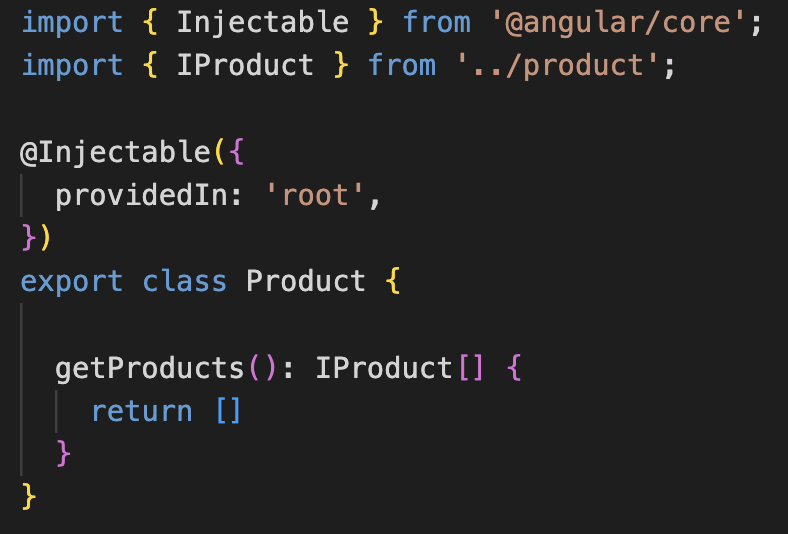 import { Injectable } from '@angular/core';
import { IProduct } from '../product';
@Injectable({
  providedIn: 'root',
})
export class Product {
  getProducts(): IProduct[] {
    return []
  }
}